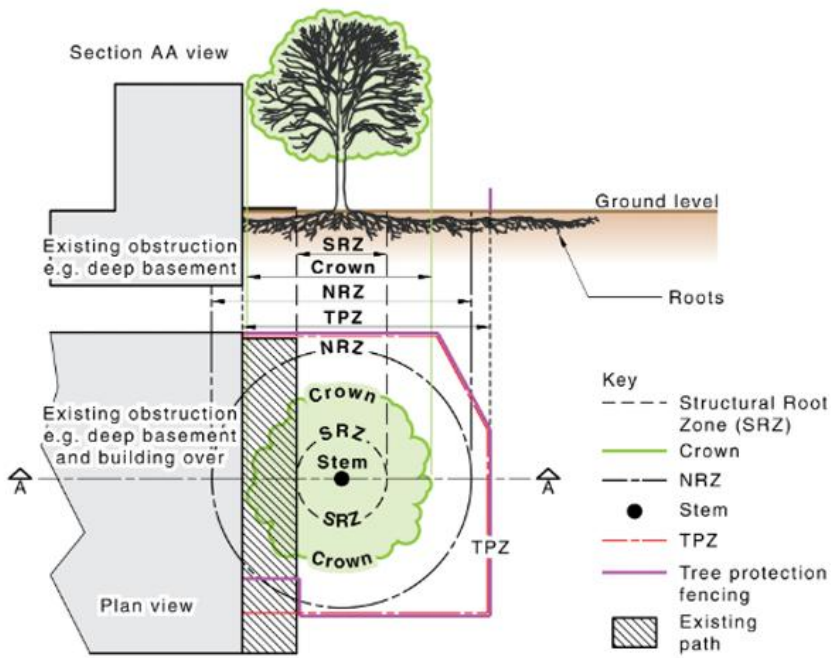 Section AA view
Ground level
Existing obstruction
e.g. deep basement
SRZ
Crown
NRZ
TPZ
Roots
NRZ
Existing obstruction
e.g. deep basement
and building over
Crown
SRZ
Stem
A
A
SRZ
Crown
TPZ
Plan view
Key
Structural Root
Zone (SRZ)
Crown
NRZ
Stem
TPZ
Tree protection
fencing
Existing
path